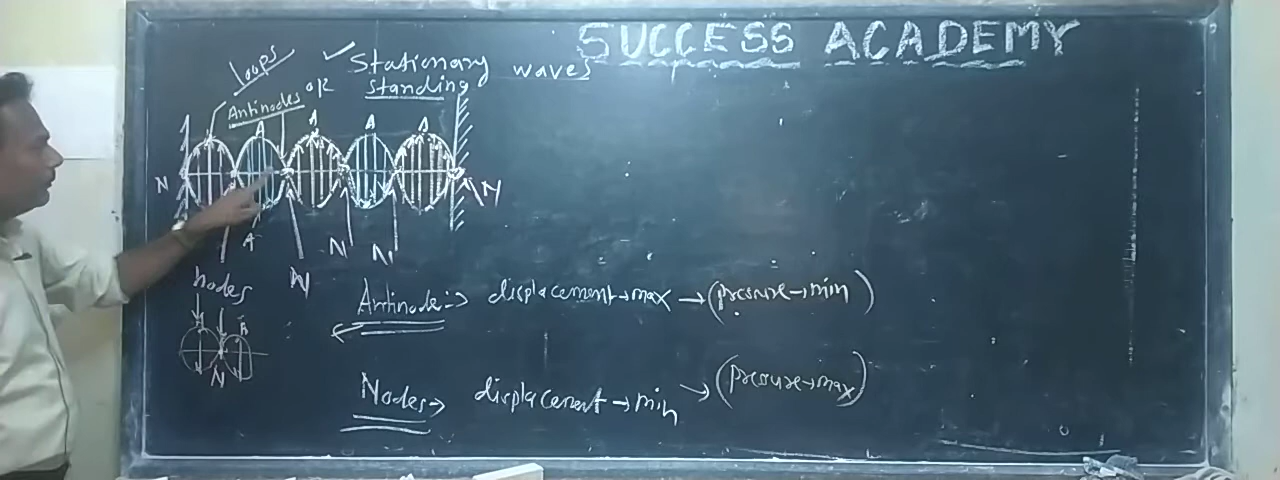 SUCCESS ACADEMY
✓ Stationary waves
or standing
Loops
Antinodes
A A A A
N
N
A
N N N
nodes
A A
N
Antinode:-> displacement→max → (pressure→min)
Nodes→ displacement→min → (pressure→max)